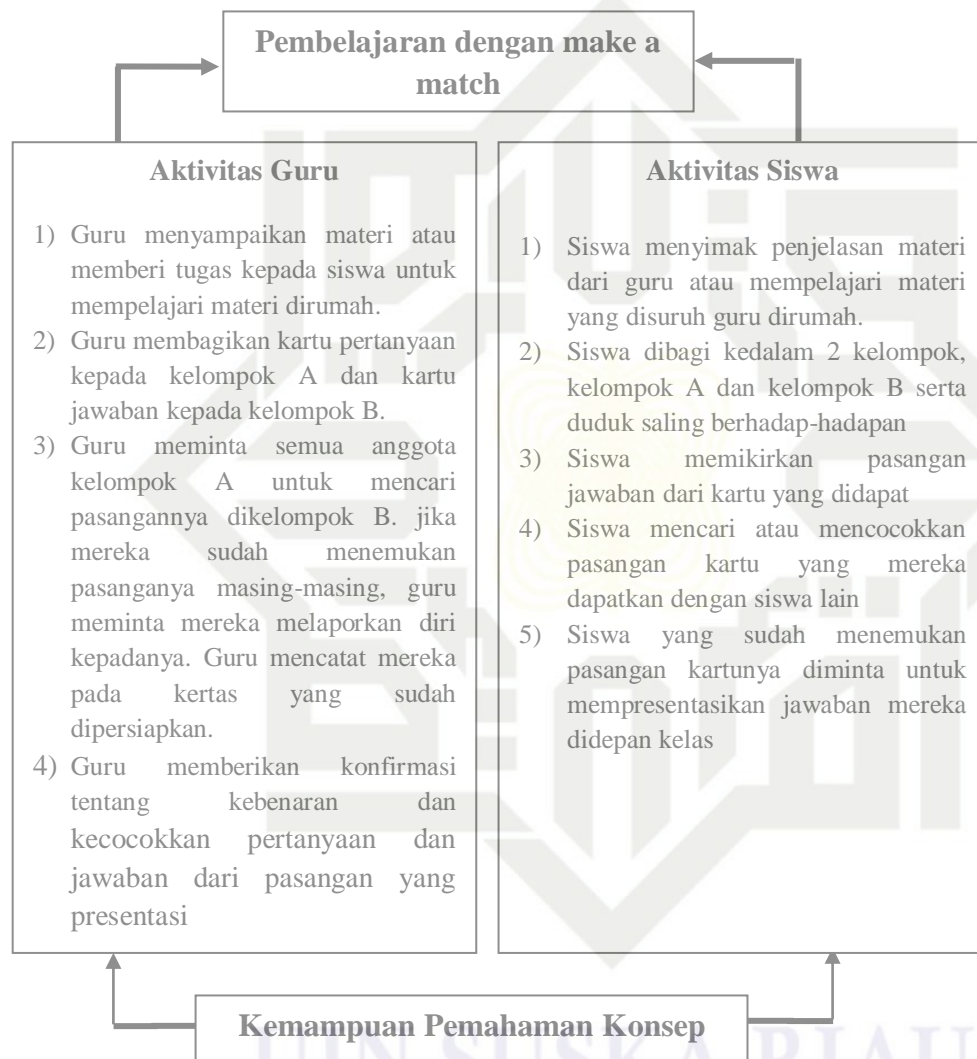 Pembelajaran dengan make a
match
Aktivitas Guru
1) Guru menyampaikan materi atau
memberi tugas kepada siswa untuk
mempelajari materi dirumah.
2) Guru membagikan kartu pertanyaan
kepada kelompok A dan kartu
jawaban kepada kelompok B.
3) Guru meminta semua anggota
kelompok A untuk mencari
pasangannya dikelompok B. jika
mereka sudah menemukan
pasanganya masing-masing, guru
meminta mereka melaporkan diri
kepadanya. Guru mencatat mereka
pada kertas yang sudah
dipersiapkan.
4) Guru memberikan konfirmasi
tentang kebenaran dan
kecocokkan pertanyaan dan
jawaban dari pasangan yang
presentasi
Aktivitas Siswa
1) Siswa menyimak penjelasan materi
dari guru atau mempelajari materi
yang disuruh guru dirumah.
2) Siswa dibagi kedalam 2 kelompok,
kelompok A dan kelompok B serta
duduk saling berhadap-hadapan
3) Siswa memikirkan pasangan
jawaban dari kartu yang didapat
4) Siswa mencari atau mencocokkan
pasangan kartu yang mereka
dapatkan dengan siswa lain
5) Siswa yang sudah menemukan
pasangan kartunya diminta untuk
mempresentasikan jawaban mereka
didepan kelas
Kemampuan Pemahaman Konsep
UIN SUSKA RIAU